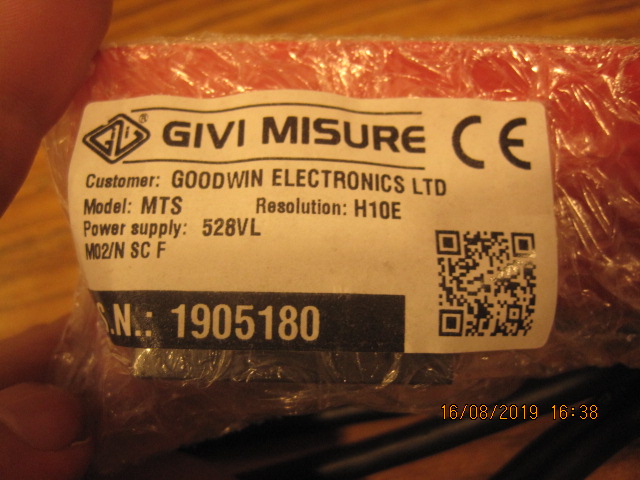 GIVI ® GIVI MISURE CE
Customer: GOODWIN ELECTRONICS LTD
Model: MTS Resolution: H10E
Power supply: 528VL
M02/N SC F
S.N.: 1905180
16/08/2019 16:38